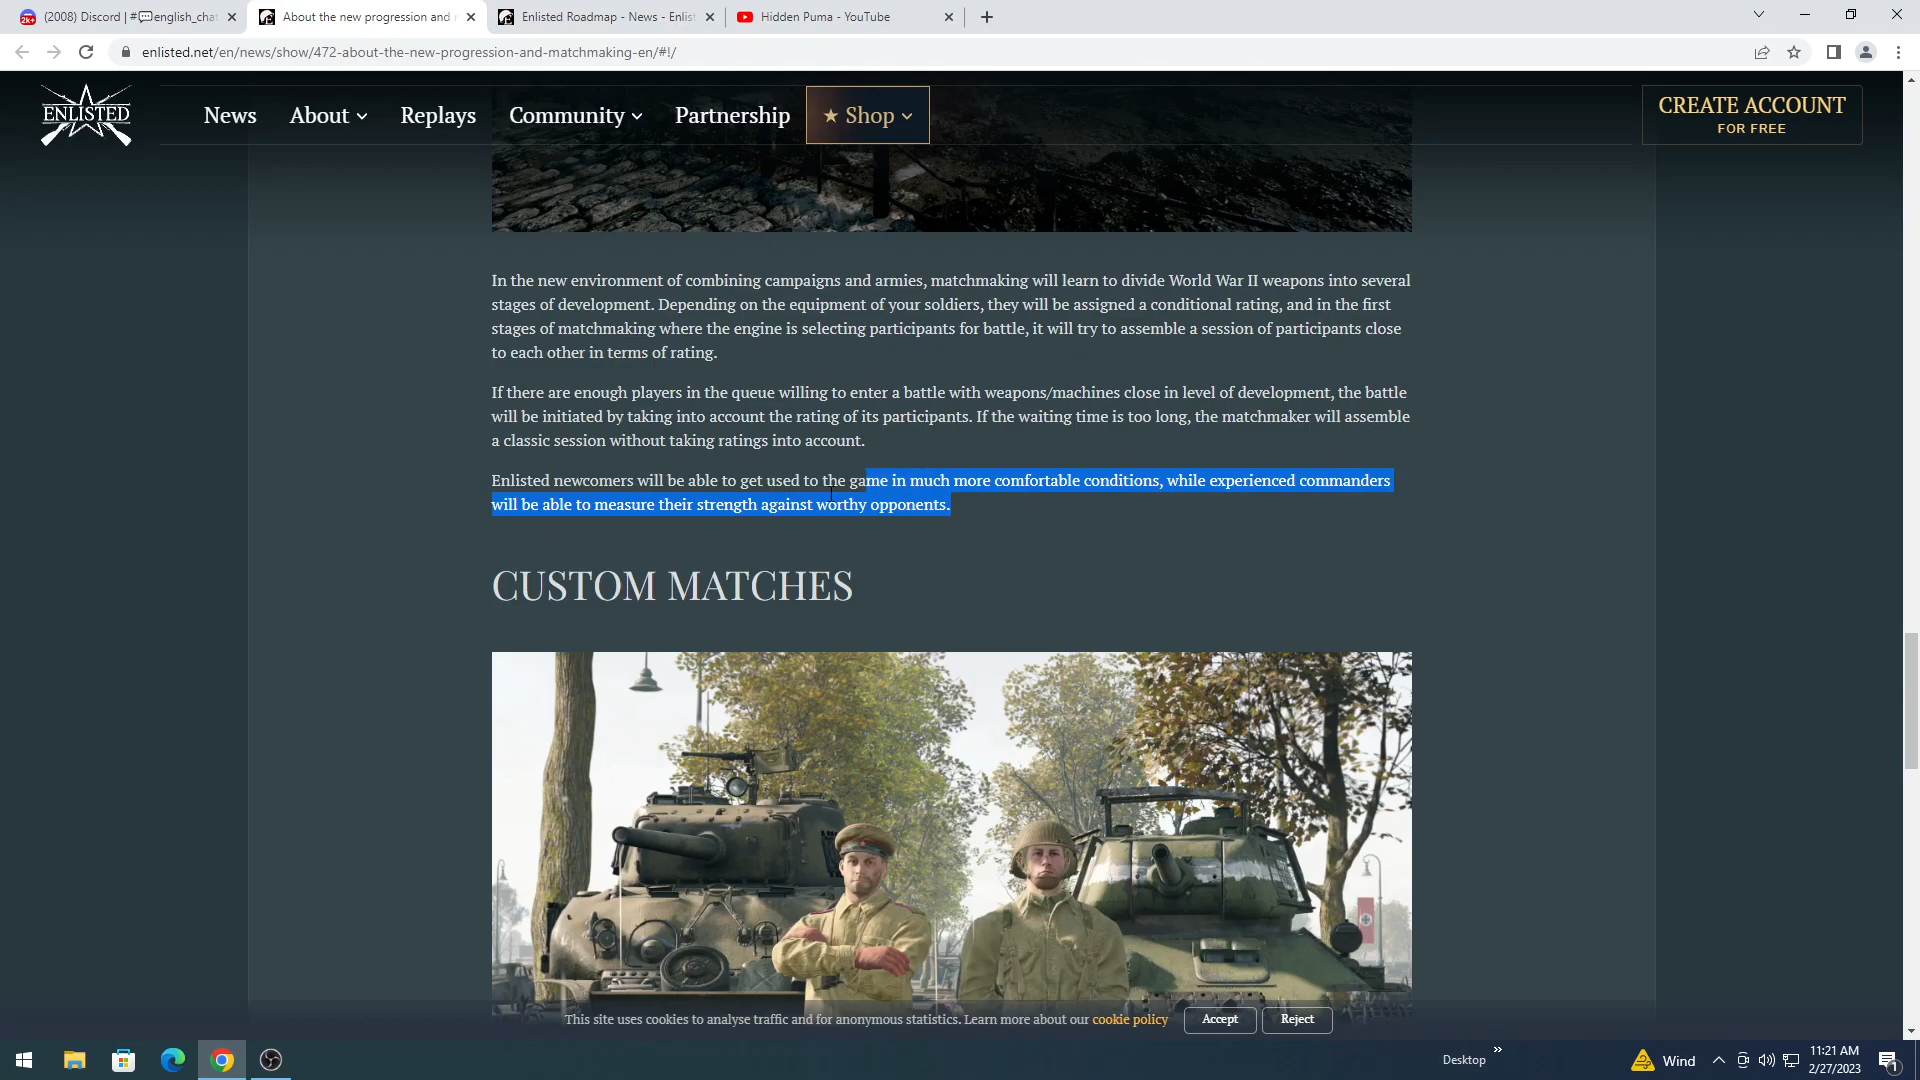 (2008) Discord | #💬english_chat
About the new progression and m
Enlisted Roadmap - News - Enlist
Hidden Puma - YouTube
enlisted.net/en/news/show/472-about-the-new-progression-and-matchmaking-en/#!/
ENLISTED
News
About
Replays
Community
Partnership
★ Shop
CREATE ACCOUNT
FOR FREE
In the new environment of combining campaigns and armies, matchmaking will learn to divide World War II weapons into several
stages of development. Depending on the equipment of your soldiers, they will be assigned a conditional rating, and in the first
stages of matchmaking where the engine is selecting participants for battle, it will try to assemble a session of participants close
to each other in terms of rating.
If there are enough players in the queue willing to enter a battle with weapons/machines close in level of development, the battle
will be initiated by taking into account the rating of its participants. If the waiting time is too long, the matchmaker will assemble
a classic session without taking ratings into account.
Enlisted newcomers will be able to get used to the game in much more comfortable conditions, while experienced commanders
will be able to measure their strength against worthy opponents.
CUSTOM MATCHES
This site uses cookies to analyse traffic and for anonymous statistics. Learn more about our cookie policy
Accept
Reject
Desktop
»
Wind
11:21 AM
2/27/2023
1